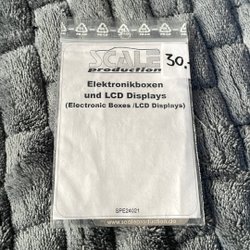 SCALE
production
30,-
Elektronikboxen
und LCD Displays
(Electronic Boxes /LCD Displays)
SPE24021
www.scaleproduction.de